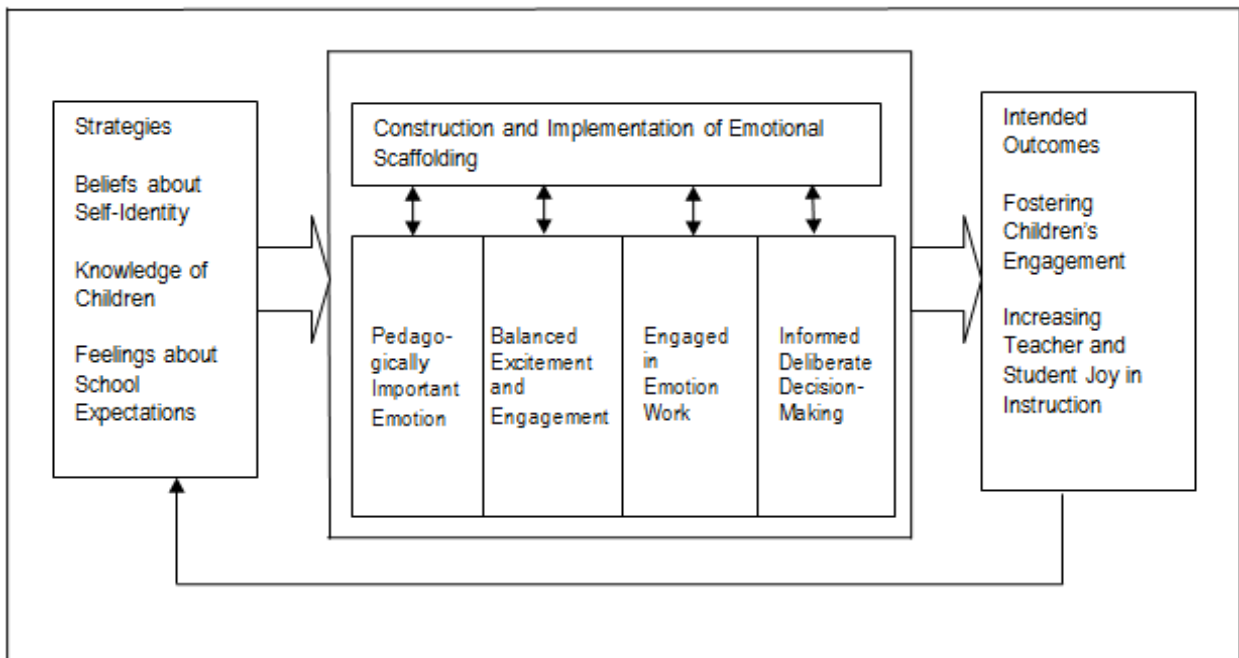 Strategies
Beliefs about
Self-Identity
Knowledge of
Children
Feelings about
School
Expectations
Construction and Implementation of Emotional
Scaffolding
Pedago-
gically
Important
Emotion
Balanced
Excitement
and
Engagement
Engaged
in
Emotion
Work
Informed
Deliberate
Decision-
Making
Intended
Outcomes
Fostering
Children's
Engagement
Increasing
Teacher and
Student Joy in
Instruction